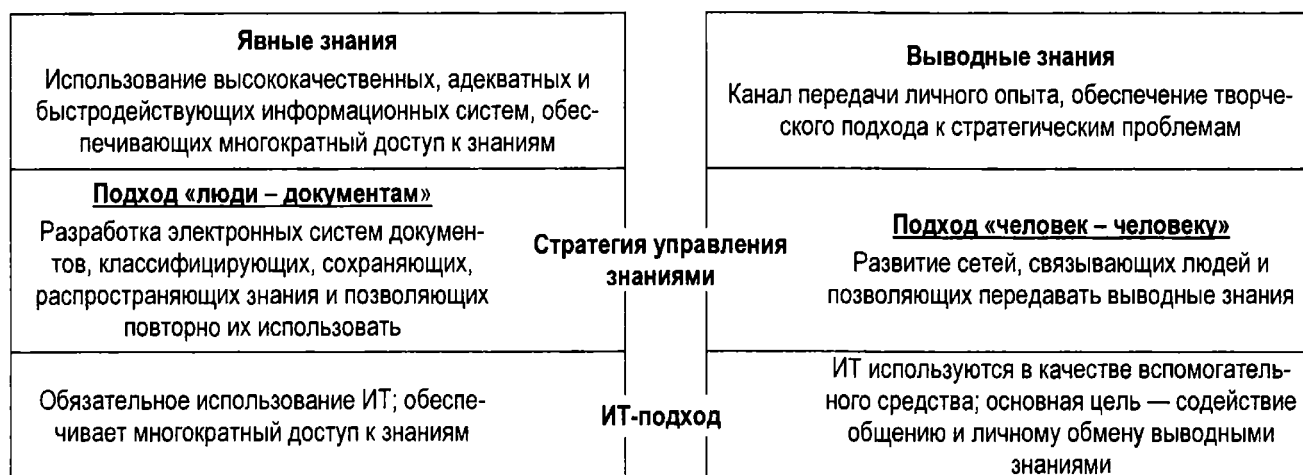 Явные знания
Использование высококачественных, адекватных и
быстродействующих информационных систем, обес-
печивающих многократный доступ к знаниям
Выводные знания
Канал передачи личного опыта, обеспечение творче-
ского подхода к стратегическим проблемам
Подход «люди – документам»
Разработка электронных систем докумен-
тов, классифицирующих, сохраняющих,
распространяющих знания и позволяющих
повторно их использовать
Стратегия управления
знаниями
Подход «человек – человеку»
Развитие сетей, связывающих людей и
позволяющих передавать выводные знания
Обязательное использование ИТ; обеспе-
чивает многократный доступ к знаниям
ИТ-подход
ИТ используются в качестве вспомогатель-
ного средства; основная цель — содействие
общению и личному обмену выводными
знаниями